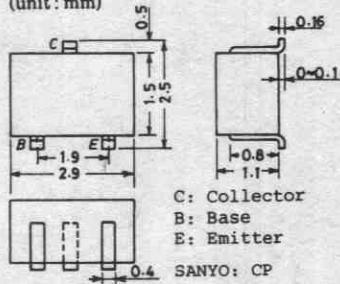 (unit : mm)
0.5
0.16
C
1.5
2.5
0~0.1
B
E
1.9
2.9
0.8
1.1
C: Collector
B: Base
E: Emitter
0.4
SANYO: CP